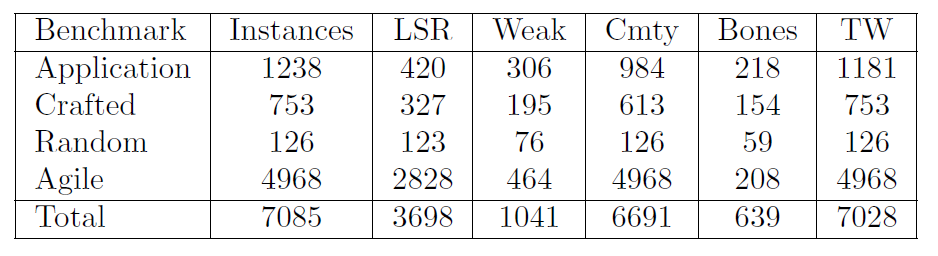 Benchmark Instances LSR Weak Cmty Bones TW
Application 1238 420 306 984 218 1181
Crafted 753 327 195 613 154 753
Random 126 123 76 126 59 126
Agile 4968 2828 464 4968 208 4968
Total 7085 3698 1041 6691 639 7028